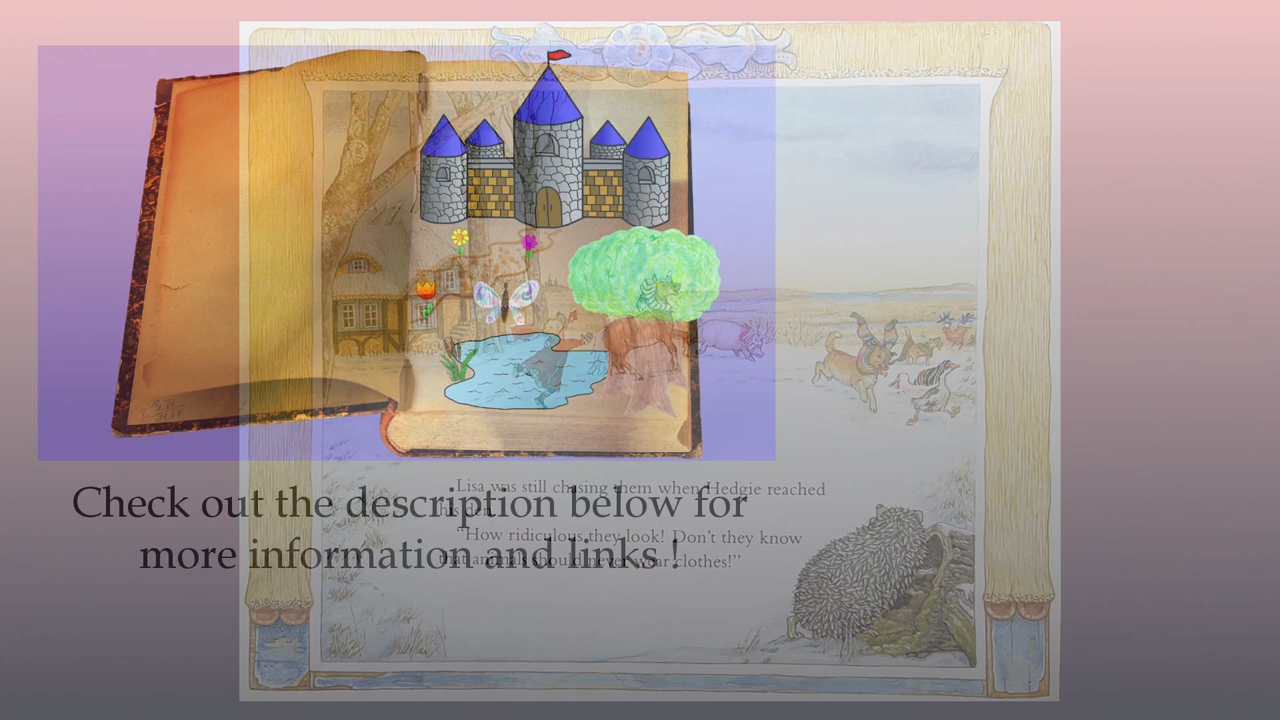 Lisa was still chasing them when Hedgie reached
his den.
"How ridiculous they look! Don't they know
that animals should never wear clothes!"
Check out the description below for
more information and links !